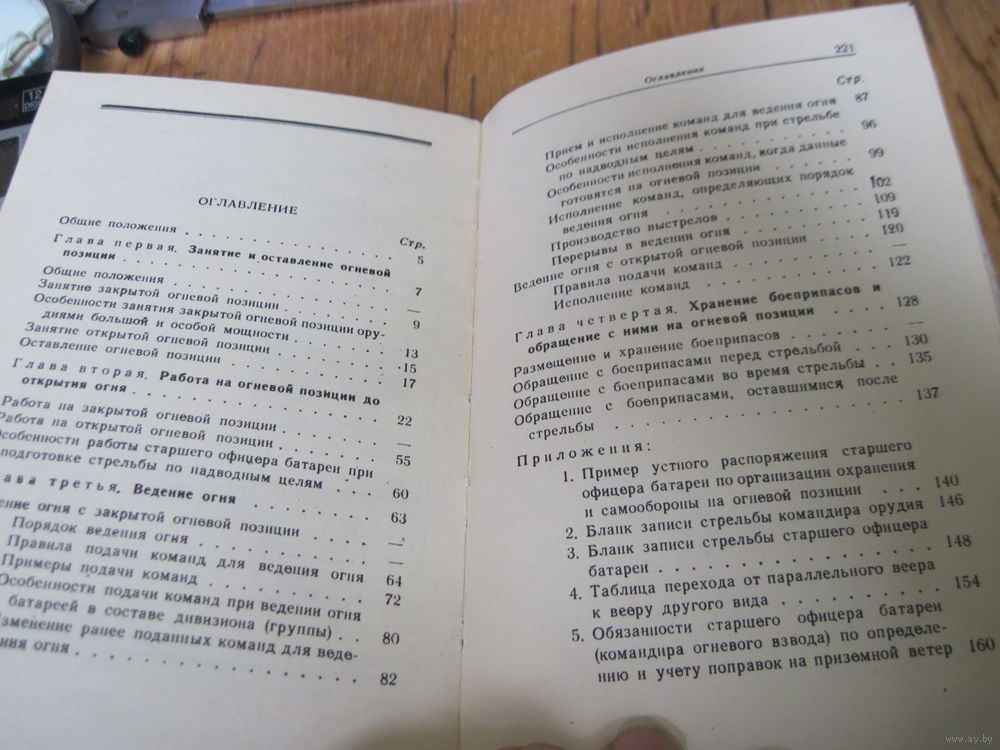 ОГЛАВЛЕНИЕ
Стр.
Общие положения . . . . . . . . . . . . . . 5
Глава первая. Занятие и оставление огневой
позиции . . . . . . . . . . . . . . . . 7
Общие положения . . . . . . . . . . . . . . —
Занятие закрытой огневой позиции . . . . . . . . 9
Особенности занятия закрытой огневой позиции ору-
диями большой и особой мощности . . . . . . . 13
Занятие открытой огневой позиции . . . . . . . . 15
Оставление огневой позиции . . . . . . . . . . 17
Глава вторая. Работа на огневой позиции до
открытия огня . . . . . . . . . . . . . . 22
Работа на закрытой огневой позиции . . . . . . . —
Работа на открытой огневой позиции . . . . . . . 55
Особенности работы старшего офицера батареи при
подготовке стрельбы по надводным целям . . . 60
ава третья. Ведение огня . . . . . . . . 63
ение огня с закрытой огневой позиции . . . . —
Порядок ведения огня . . . . . . . . . . . —
Правила подачи команд для ведения огня 64
Примеры подачи команд . . . . . . . . . 72
Особенности подачи команд при ведении огня
батареей в составе дивизиона (группы) . . 80
Изменение ранее поданных команд для веде-
ния огня . . . . . . . . . . . . . . . . 82
Оглавление 221
Стр.
Прием и исполнение команд для ведения огня 87
Особенности исполнения команд при стрельбе
по надводным целям . . . . . . . . . . 96
Особенности исполнения команд, когда данные
готовятся на огневой позиции . . . . . . 99
Исполнение команд, определяющих порядок
ведения огня . . . . . . . . . . . . . 102
Производство выстрелов . . . . . . . . . 109
Перерывы в ведении огня . . . . . . . . 119
Ведение огня с открытой огневой позиции . . . . 120
Правила подачи команд . . . . . . . . . —
Исполнение команд . . . . . . . . . . . 122
Глава четвертая. Хранение боеприпасов и
обращение с ними на огневой позиции . . . . 128
Размещение и хранение боеприпасов . . . . . . —
Обращение с боеприпасами перед стрельбой . . . . 130
Обращение с боеприпасами во время стрельбы . . 135
Обращение с боеприпасами, оставшимися после
стрельбы . . . . . . . . . . . . . . . . 137
Приложения:
1. Пример устного распоряжения старшего
офицера батареи по организации охранения
и самообороны на огневой позиции . . . 140
2. Бланк записи стрельбы командира орудия 146
3. Бланк записи стрельбы старшего офицера
батареи . . . . . . . . . . . . . . . 148
4. Таблица перехода от параллельного веера
к вееру другого вида . . . . . . . . . 154
5. Обязанности старшего офицера батареи
(командира огневого взвода) по определе-
нию и учету поправок на приземной ветер 160
www.ay.by